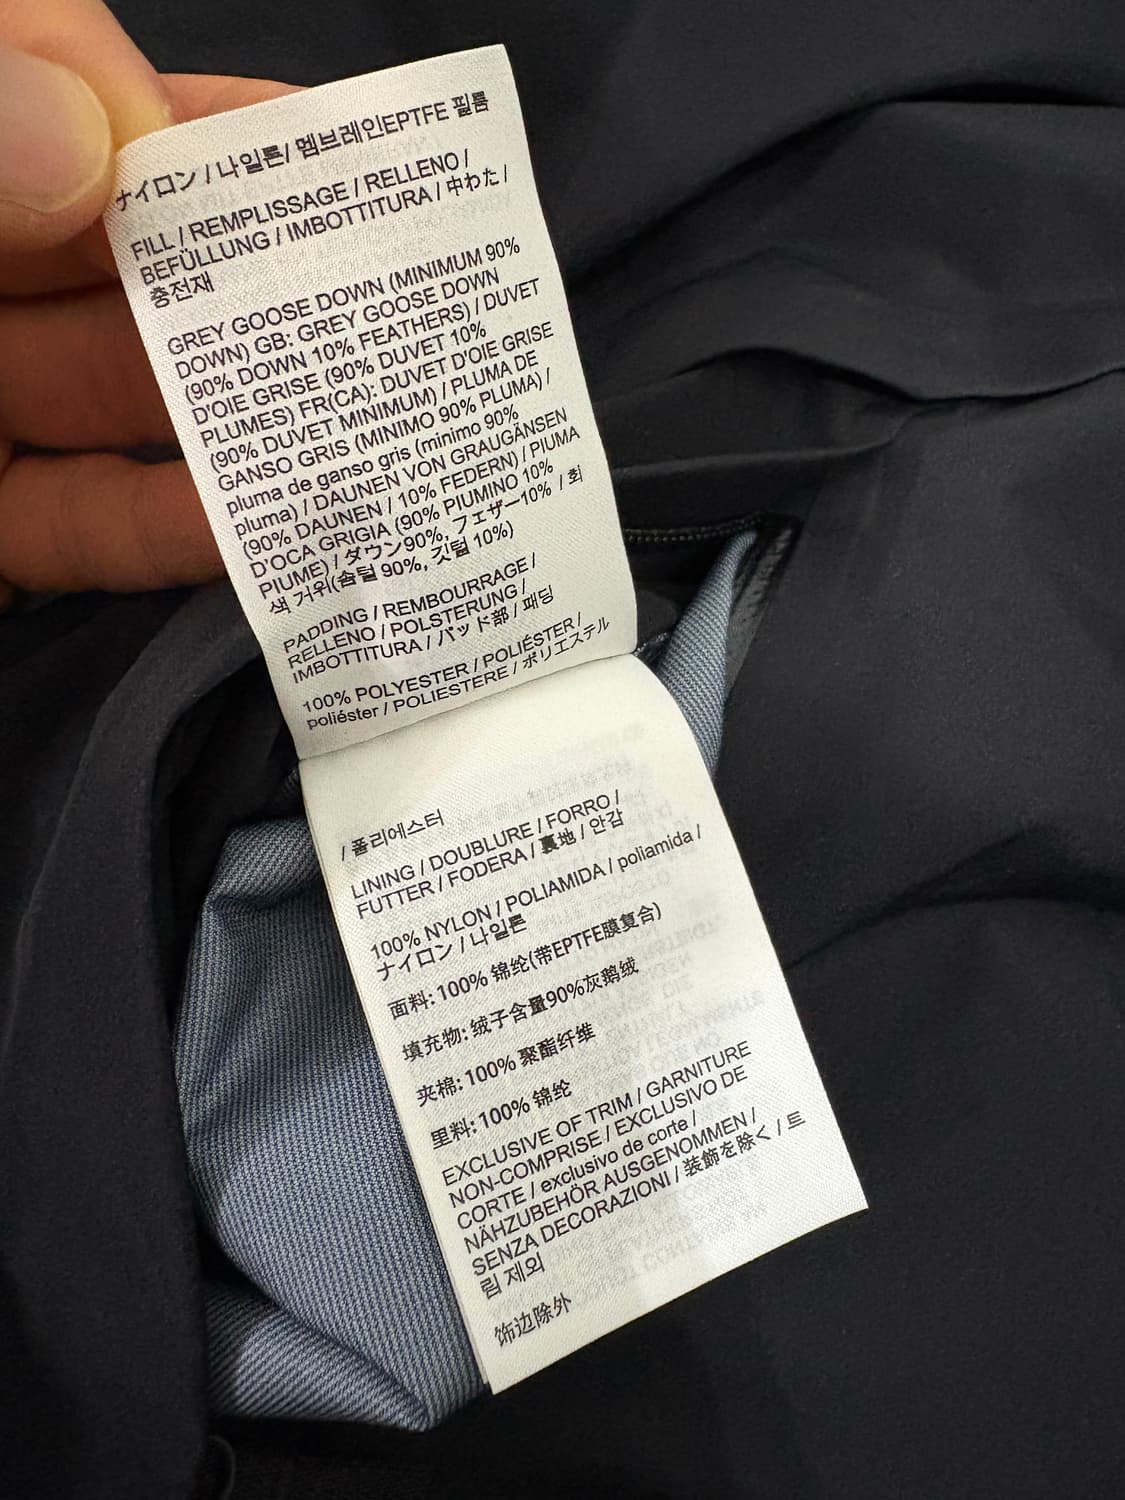 ナイロン / 나일론/ 멤브레인EPTFE 필름
FILL / REMPLISSAGE / RELLENO /
BEFÜLLUNG / IMBOTTITURA / 中わた /
충전재
GREY GOOSE DOWN (MINIMUM 90%
DOWN) GB: GREY GOOSE DOWN
(90% DOWN 10% FEATHERS) / DUVET
D'OIE GRISE (90% DUVET 10%
PLUMES) FR(CA): DUVET D'OIE GRISE
(90% DUVET MINIMUM) / PLUMA DE
GANSO GRIS (MINIMO 90% PLUMA) /
pluma de ganso gris (minimo 90%
pluma) / DAUNEN VON GRAUGÄNSEN
(90% DAUNEN / 10% FEDERN) / PIUMA
D'OCA GRIGIA (90% PIUMINO 10%
PIUME) / ダウン90%, フェザー10% / 회
색 거위(솜털 90%, 깃털 10%)
PADDING / REMBOURRAGE /
RELLENO / POLSTERUNG /
IMBOTTITURA / パッド部 / 패딩
100% POLYESTER / POLIÉSTER /
poliéster / POLIESTERE / ポリエステル
/ 폴리에스터
LINING / DOUBLURE / FORRO /
FUTTER / FODERA / 裏地 / 안감
100% NYLON / POLIAMIDA / poliamida /
ナイロン / 나일론
面料: 100% 锦纶(带EPTFE膜复合)
填充物: 绒子含量90%灰鹅绒
夹棉: 100% 聚酯纤维
里料: 100% 锦纶
EXCLUSIVE OF TRIM / GARNITURE
NON-COMPRISE / EXCLUSIVO DE
CORTE / exclusivo de corte /
NÄHZUBEHÖR AUSGENOMMEN /
SENZA DECORAZIONI / 装飾を除く / 트
림 제외
饰边除外